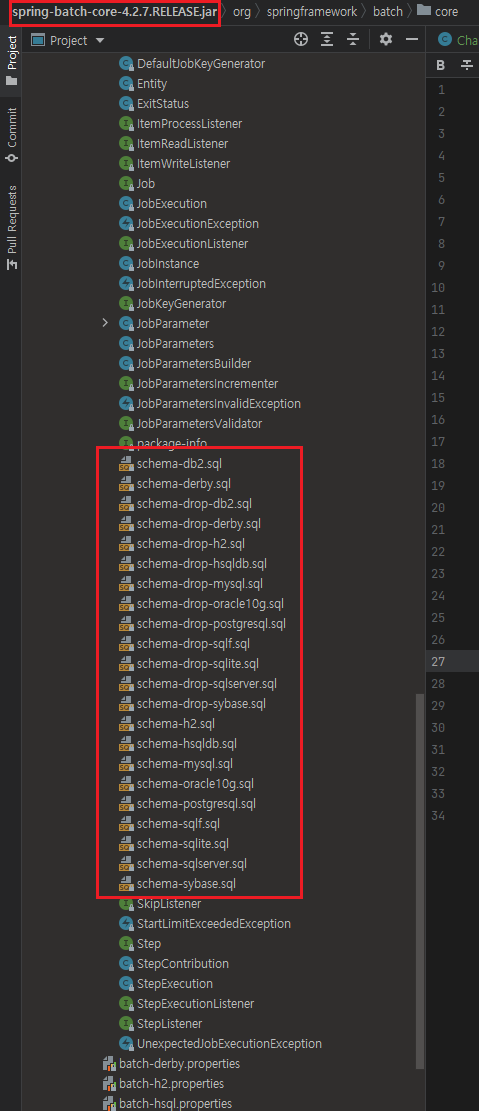 spring-batch-core-4.2.7.RELEASE.jar > org > springframework > batch > core
Project
Commit
Pull Requests
Project
Cha
B
DefaultJobKeyGenerator
Entity
ExitStatus
ItemProcessListener
ItemReadListener
ItemWriteListener
Job
JobExecution
JobExecutionException
JobExecutionListener
JobInstance
JobInterruptedException
JobKeyGenerator
JobParameter
JobParameters
JobParametersBuilder
JobParametersIncrementer
JobParametersInvalidException
JobParametersValidator
package-info
schema-db2.sql
schema-derby.sql
schema-drop-db2.sql
schema-drop-derby.sql
schema-drop-h2.sql
schema-drop-hsqldb.sql
schema-drop-mysql.sql
schema-drop-oracle10g.sql
schema-drop-postgresql.sql
schema-drop-sqlf.sql
schema-drop-sqlite.sql
schema-drop-sqlserver.sql
schema-drop-sybase.sql
schema-h2.sql
schema-hsqldb.sql
schema-mysql.sql
schema-oracle10g.sql
schema-postgresql.sql
schema-sqlf.sql
schema-sqlite.sql
schema-sqlserver.sql
schema-sybase.sql
SkipListener
StartLimitExceededException
Step
StepContribution
StepExecution
StepExecutionListener
StepListener
UnexpectedJobExecutionException
batch-derby.properties
batch-h2.properties
batch-hsql.properties
1
2
3
4
5
6
7
8
9
10
11
12
13
14
15
16
17
18
19
20
21
22
23
24
25
26
27
28
29
30
31
32
33
34